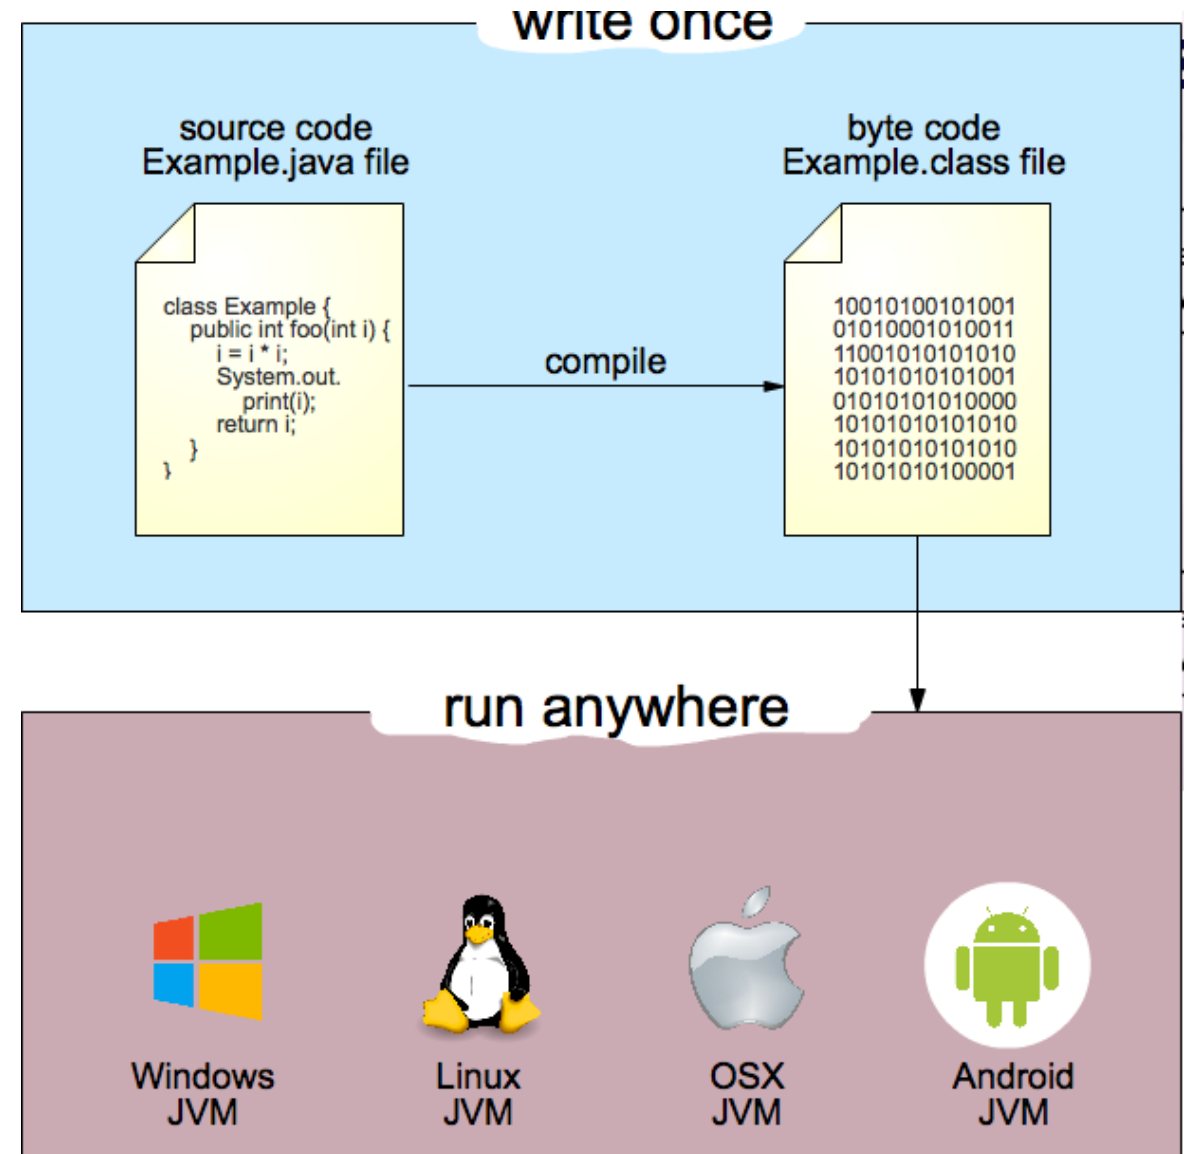 write once
source code
Example.java file
byte code
Example.class file
class Example {
public int foo(int i) {
i = i * i;
System.out.
print(i);
return i;
}
}
compile
10010100101001
01010001010011
11001010101010
10101010101001
01010101010000
10101010101010
10101010101010
10101010100001
run anywhere
Windows
JVM
Linux
JVM
OSX
JVM
Android
JVM